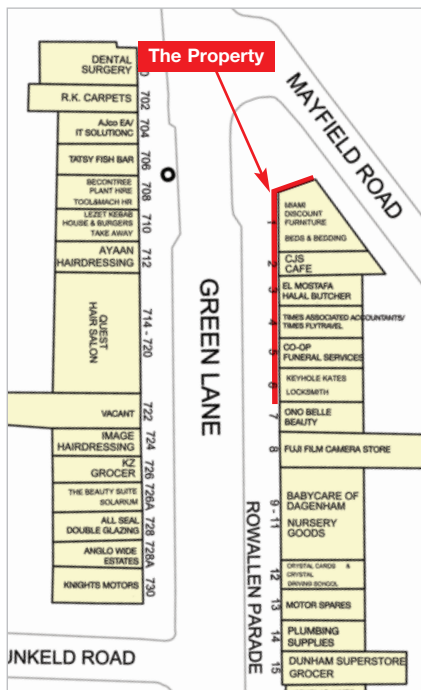 The Property
DENTAL
SURGERY
R.K. CARPETS
702
AJco EA/
IT SOLUTIONC
704
TATSY FISH BAR
706
BECONTREE
PLANT HIRE
TOOL&MACH HR
708
LEZET KEBAB
HOUSE & BURGERS
TAKE AWAY
710
AYAAN
HAIRDRESSING
712
QUEST
HAIR SALON
714 - 720
VACANT
722
IMAGE
HAIRDRESSING
724
KZ
GROCER
726
THE BEAUTY SUITE
SOLARIUM
726A
ALL SEAL
DOUBLE GLAZING
728
ANGLO WIDE
ESTATES
728A
KNIGHTS MOTORS
730
UNKELD ROAD
GREEN LANE
MAYFIELD ROAD
ROWALLEN PARADE
1
MIAMI
DISCOUNT
FURNITURE
BEDS & BEDDING
2
CJS
CAFE
3
EL MOSTAFA
HALAL BUTCHER
4
TIMES ASSOCIATED ACCOUNTANTS/
TIMES FLYTRAVEL
5
CO-OP
FUNERAL SERVICES
6
KEYHOLE KATES
LOCKSMITH
7
ONO BELLE
BEAUTY
8
FUJI FILM CAMERA STORE
9 - 11
BABYCARE OF
DAGENHAM
NURSERY
GOODS
12
CRYSTAL CARDS &
CRYSTAL
DRIVING SCHOOL
13
MOTOR SPARES
14
PLUMBING
SUPPLIES
15
DUNHAM SUPERSTORE
GROCER